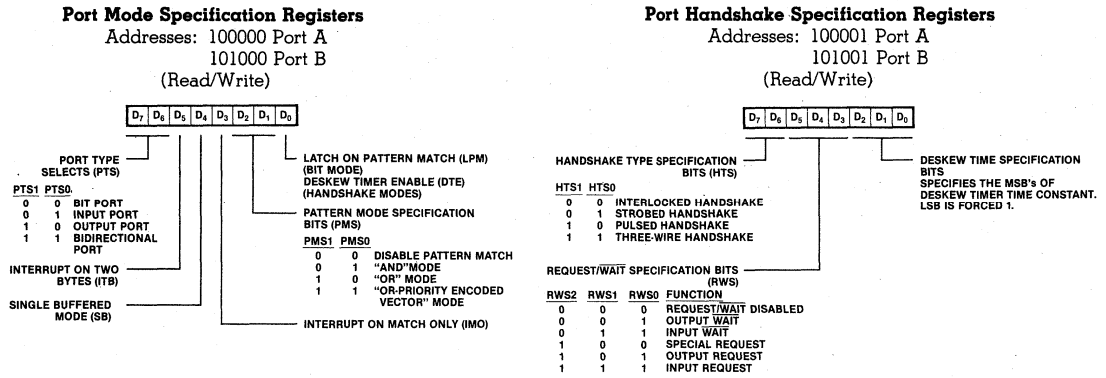 Port Mode Specification Registers
Addresses: 100000 Port A
101000 Port B
(Read/Write)
D7 D6 D5 D4 D3 D2 D1 D0
PORT TYPE
SELECTS (PTS)
PTS1 PTS0.
0 0 BIT PORT
0 1 INPUT PORT
1 0 OUTPUT PORT
1 1 BIDIRECTIONAL
PORT
INTERRUPT ON TWO
BYTES (ITB)
SINGLE BUFFERED
MODE (SB)
LATCH ON PATTERN MATCH (LPM)
(BIT MODE)
DESKEW TIMER ENABLE (DTE)
(HANDSHAKE MODES)
PATTERN MODE SPECIFICATION
BITS (PMS)
PMS1 PMS0
0 0 DISABLE PATTERN MATCH
0 1 "AND"MODE
1 0 "OR" MODE
1 1 "OR-PRIORITY ENCODED
VECTOR" MODE
INTERRUPT ON MATCH ONLY (IMO)
Port Handshake Specification Registers
Addresses: 100001 Port A
101001 Port B
(Read/Write)
D7 D6 D5 D4 D3 D2 D1 D0
HANDSHAKE TYPE SPECIFICATION
BITS (HTS)
HTS1 HTS0
0 0 INTERLOCKED HANDSHAKE
0 1 STROBED HANDSHAKE
1 0 PULSED HANDSHAKE
1 1 THREE-WIRE HANDSHAKE
REQUEST/WAIT SPECIFICATION BITS
(RWS)
RWS2 RWS1 RWS0 FUNCTION
0 0 0 REQUEST/WAIT DISABLED
0 0 1 OUTPUT WAIT
0 1 1 INPUT WAIT
1 0 0 SPECIAL REQUEST
1 0 1 OUTPUT REQUEST
1 1 1 INPUT REQUEST
DESKEW TIME SPECIFICATION
BITS
SPECIFIES THE MSB's OF
DESKEW TIMER TIME CONSTANT.
LSB IS FORCED 1.